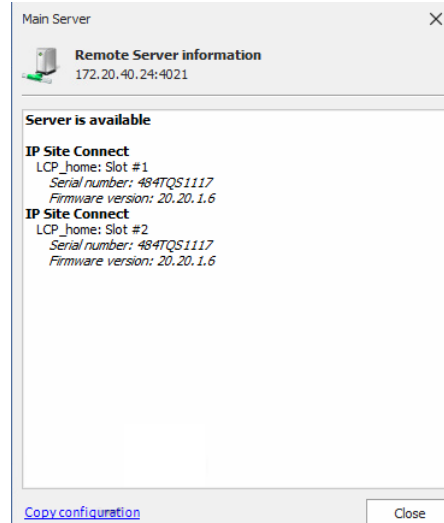 Main Server
Remote Server information
172.20.40.24:4021
Server is available
IP Site Connect
LCP_home: Slot #1
Serial number: 484TQS1117
Firmware version: 20.20.1.6
IP Site Connect
LCP_home: Slot #2
Serial number: 484TQS1117
Firmware version: 20.20.1.6
Copy configuration
Close